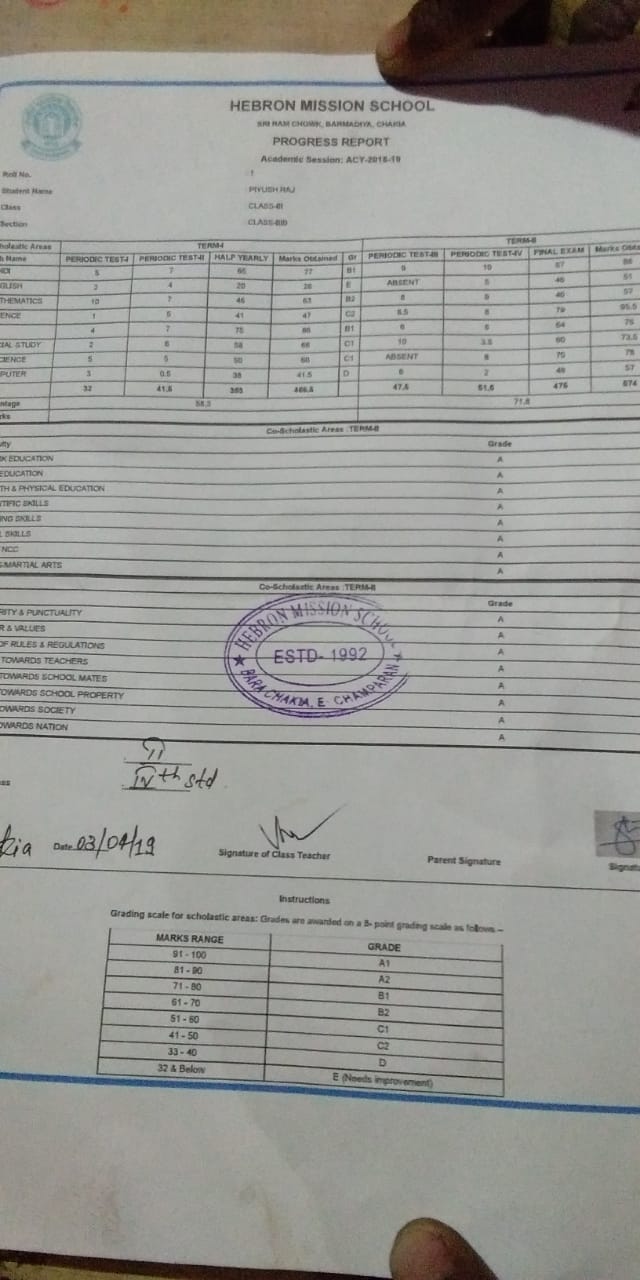 HEBRON MISSION SCHOOL
SRI RAM CHOWK, BARMADIYA, CHAKIA
PROGRESS REPORT
Academic Session: ACY-2018-19
Roll No. 1
Student Name PIYUSH RAJ
Class CLASS-III
Section CLASS-IIID
holastic Areas TERM-I TERM-II
Name PERIODIC TEST-I PERIODIC TEST-II HALF YEARLY Marks Obtained Gr PERIODIC TEST-III PERIODIC TEST-IV FINAL EXAM Marks Obta
NDI 5 7 65 77 B1 9 10 67 86
GLISH 2 4 20 26 E ABSENT 5 46 51
THEMATICS 10 7 46 63 B2 8 9 40 57
ENCE 1 5 41 47 C2 8.5 8 79 95.5
4 7 75 86 B1 6 6 64 76
IAL STUDY 2 6 58 66 C1 10 3.5 60 73.5
CIENCE 5 5 50 60 C1 ABSENT 8 70 78
PUTER 3 0.5 38 41.5 D 6 2 49 57
32 41.5 393 466.5 47.5 51.5 475 574
ntage 58.3 71.8
rks
Co-Scholastic Areas :TERM-II
lty Grade
K EDUCATION A
EDUCATION A
TH & PHYSICAL EDUCATION A
TIFIC SKILLS A
ING SKILLS A
L SKILLS A
NCC A
MARTIAL ARTS A
Co-Scholastic Areas :TERM-II
Grade
RITY & PUNCTUALITY A
R & VALUES A
OF RULES & REGULATIONS A
TOWARDS TEACHERS A
TOWARDS SCHOOL MATES A
TOWARDS SCHOOL PROPERTY A
OWARDS SOCIETY A
OWARDS NATION A
HEBRON MISSION SCHOOL
ESTD- 1992
BARA CHAKIA, E. CHAMPARAN
ss IVth std
kia Date 03/04/19
Signature of Class Teacher Parent Signature Signatu
Instructions
Grading scale for scholastic areas: Grades are awarded on a 8- point grading scale as follows –
MARKS RANGE GRADE
91 - 100 A1
81 - 90 A2
71 - 80 B1
61 - 70 B2
51 - 60 C1
41 - 50 C2
33 - 40 D
32 & Below E (Needs improvement)